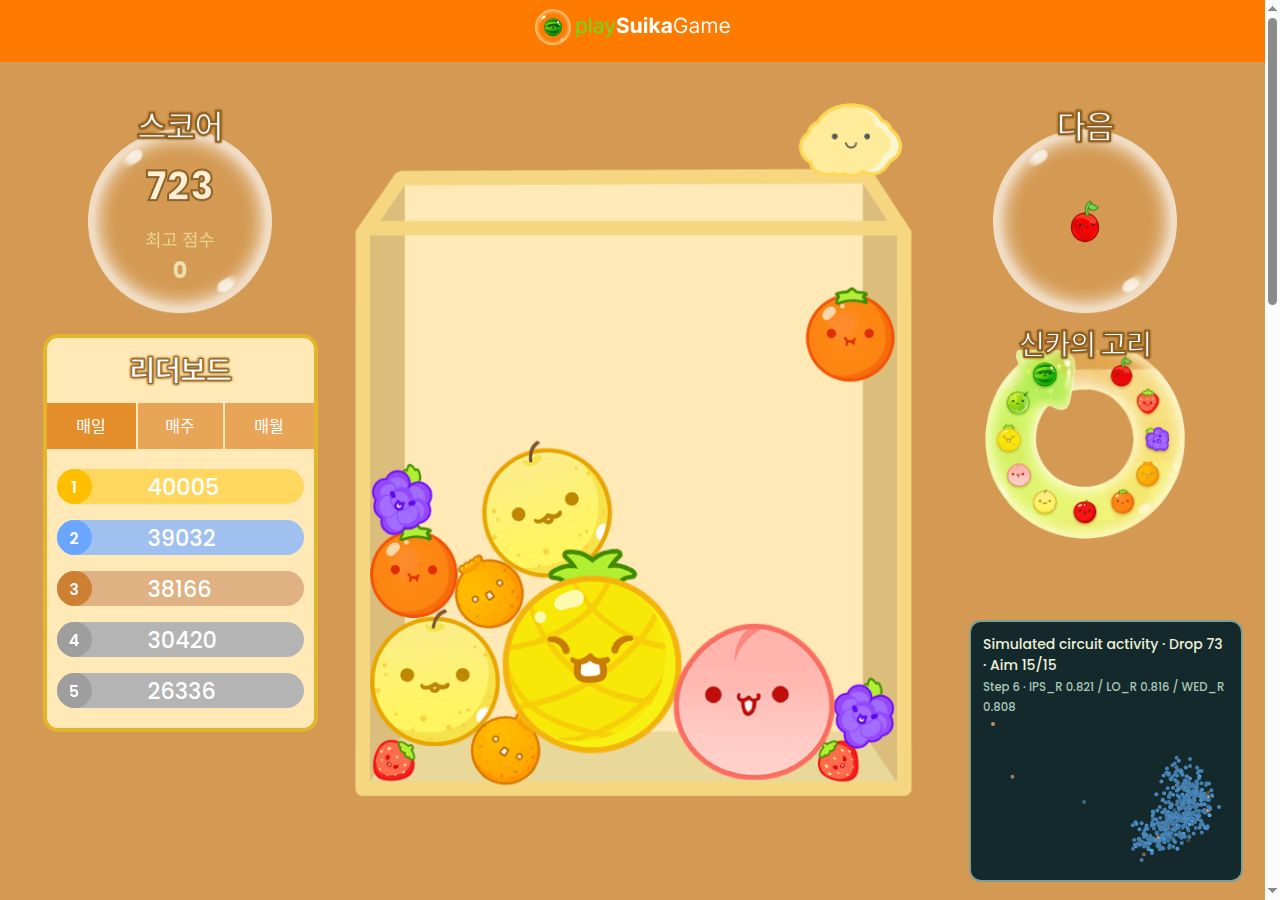 playSuikaGame
스코어
723
최고 점수
0
리더보드
매일 매주 매월
1 40005
2 39032
3 38166
4 30420
5 26336
다음
신카의 고리
Simulated circuit activity · Drop 73
· Aim 15/15
Step 6 · IPS_R 0.821 / LO_R 0.816 / WED_R
0.808